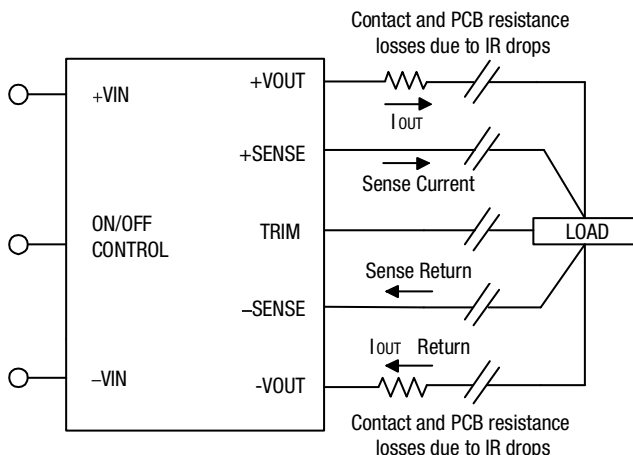 Contact and PCB resistance
losses due to IR drops
+VOUT
+VIN
IOUT
+SENSE
Sense Current
ON/OFF
CONTROL
TRIM
LOAD
Sense Return
−SENSE
IOUT Return
−VIN
-VOUT
Contact and PCB resistance
losses due to IR drops